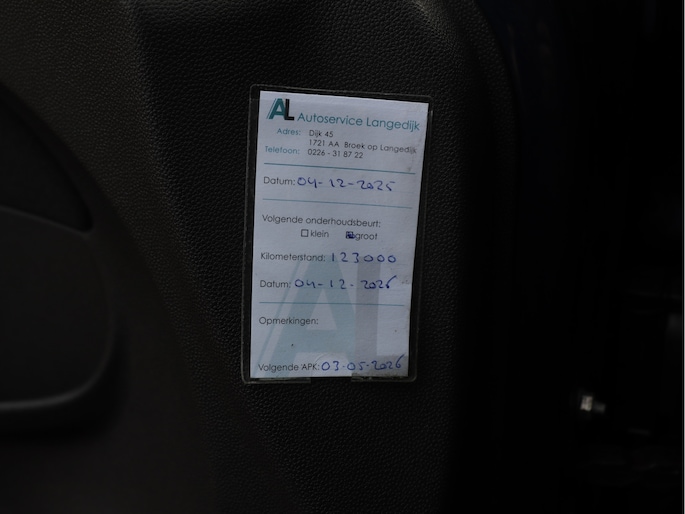 AL Autoservice Langedijk
Adres: Dijk 45
1721 AA Broek op Langedijk
Telefoon: 0226 - 31 87 22
Datum: 04-12-2025
Volgende onderhoudsbeurt:
klein groot
Kilometerstand: 123000
Datum: 04-12-2026
Opmerkingen:
Volgende APK: 03-05-2026
AL